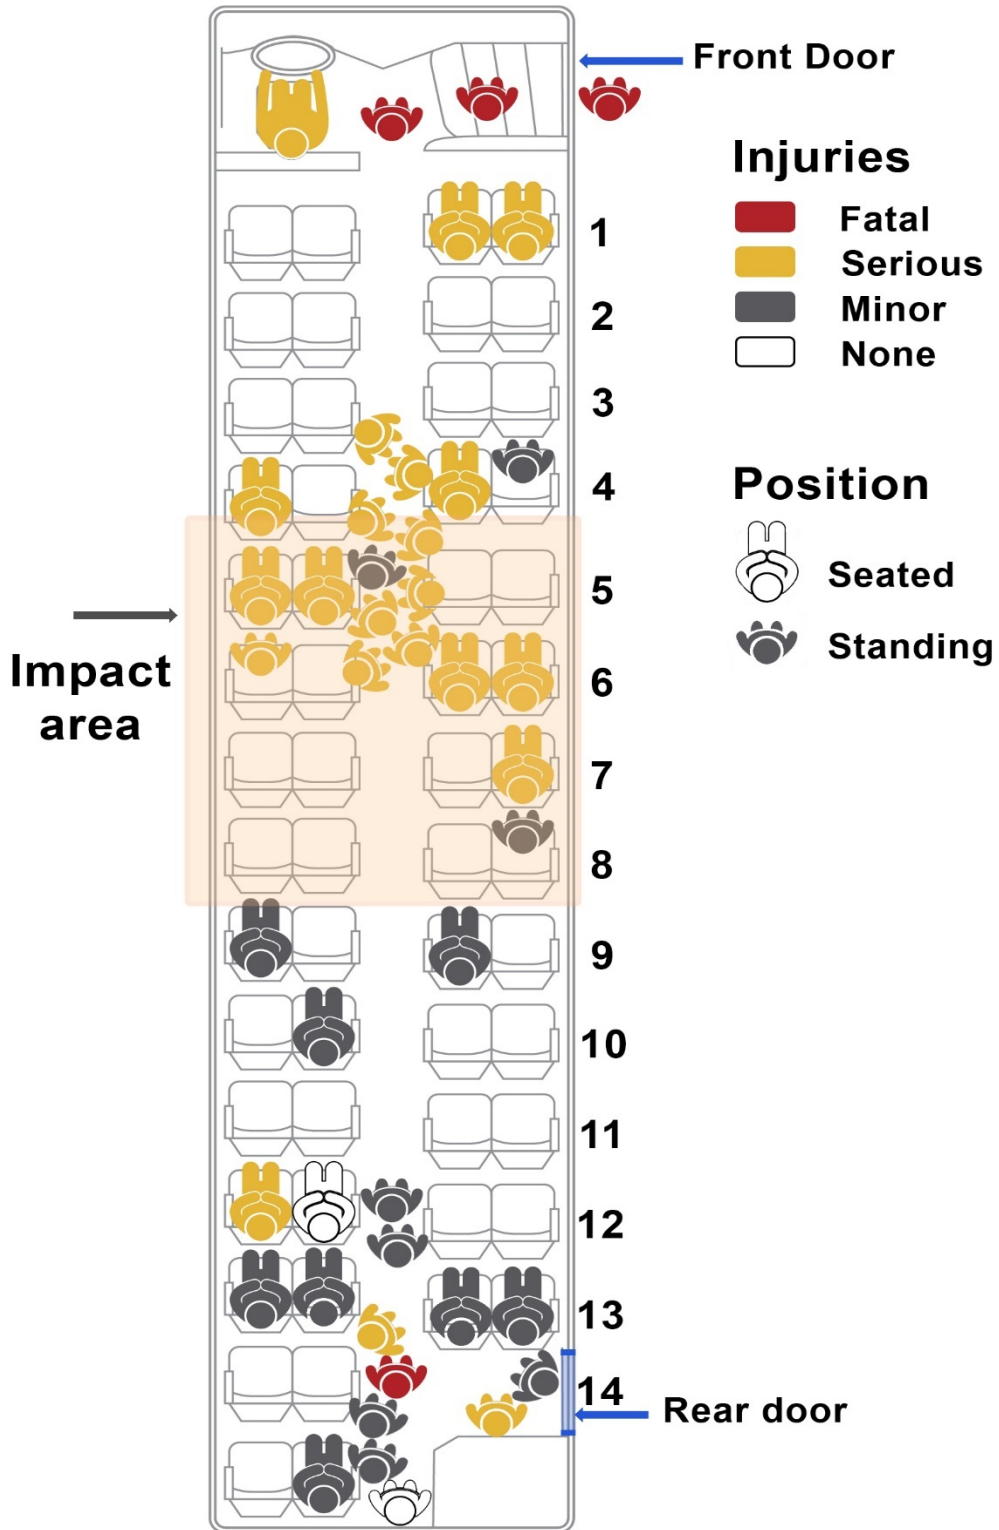 Front Door
Injuries
Fatal
Serious
Minor
None
1
2
3
4
Position
Seated
Standing
5
Impact
area
6
7
8
9
10
11
12
13
14
Rear door